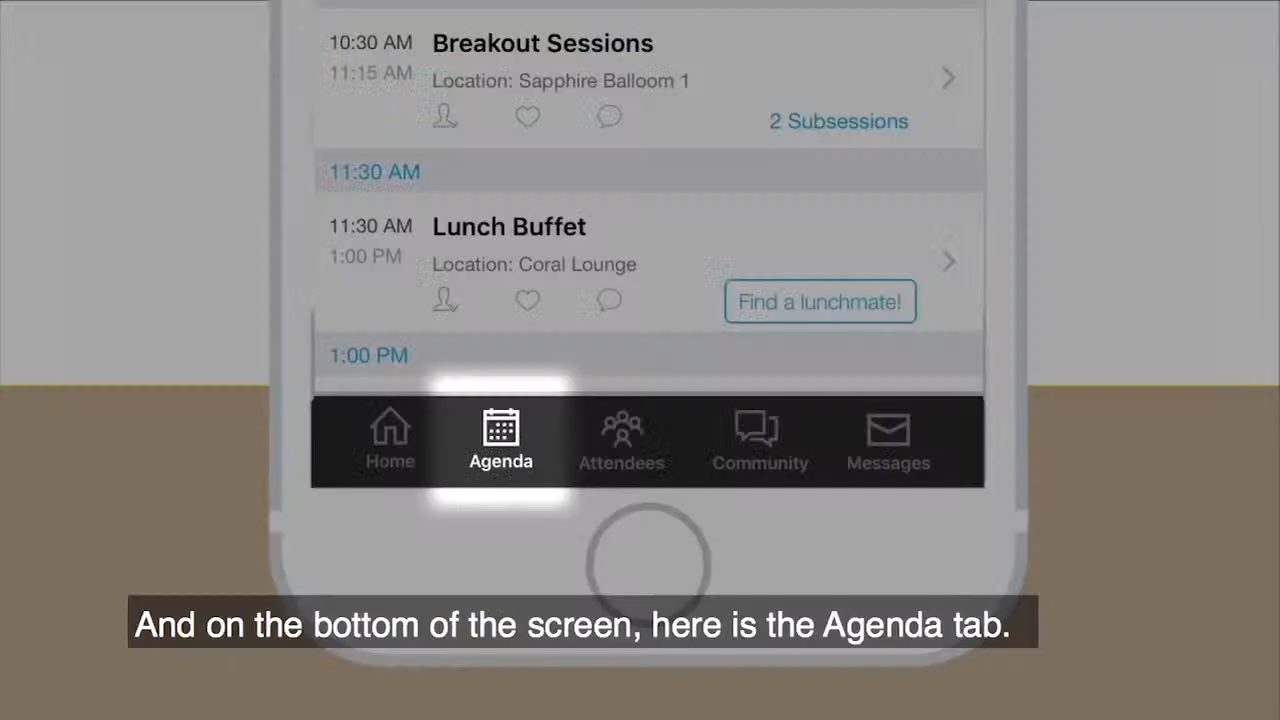 10:30 AM Breakout Sessions
11:15 AM Location: Sapphire Balloom 1
2 Subsessions
11:30 AM
11:30 AM Lunch Buffet
1:00 PM Location: Coral Lounge
Find a lunchmate!
1:00 PM
Home Agenda Attendees Community Messages
And on the bottom of the screen, here is the Agenda tab.